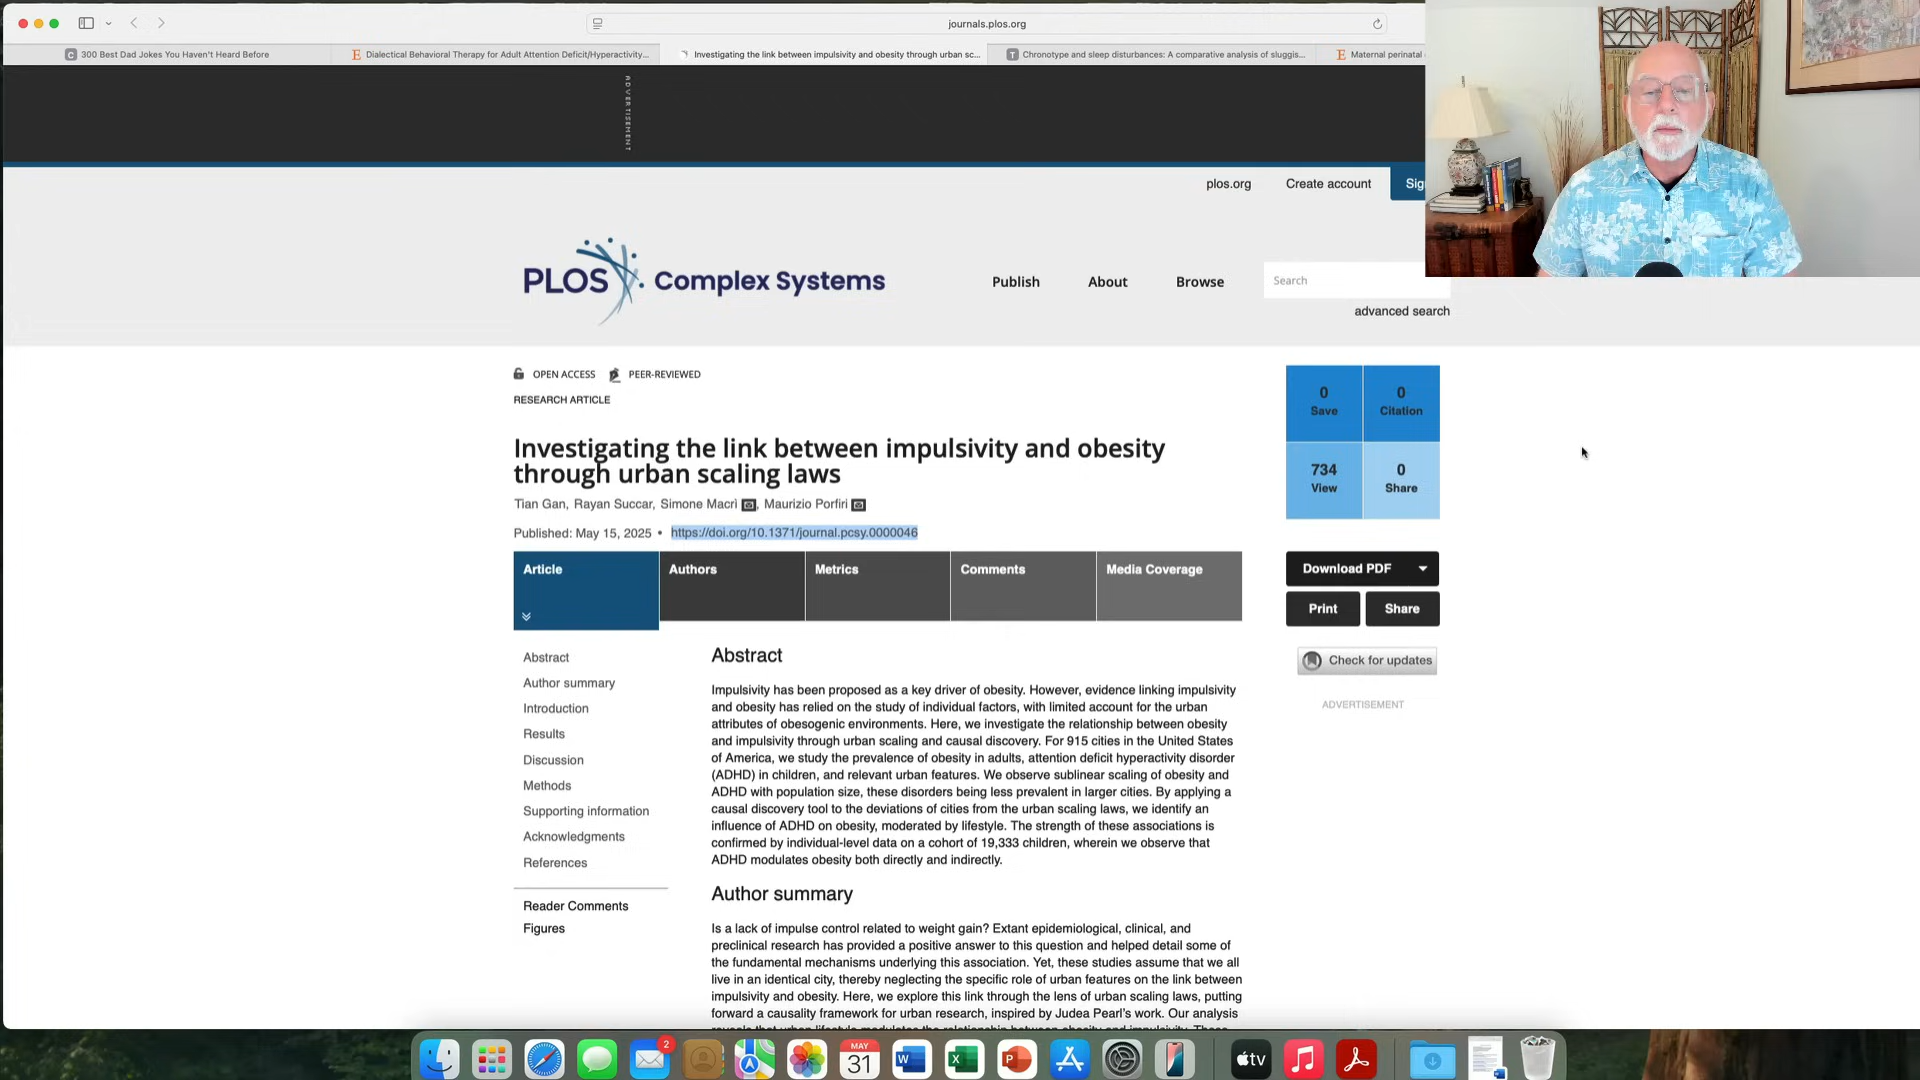 journals.plos.org
300 Best Dad Jokes You Haven't Heard Before
Dialectical Behavioral Therapy for Adult Attention Deficit/Hyperactivity...
Investigating the link between impulsivity and obesity through urban sc...
Chronotype and sleep disturbances: A comparative analysis of sluggis...
Maternal perinatal
ADVERTISEMENT
plos.org
Create account
Sig
PLOS Complex Systems
Publish
About
Browse
Search
advanced search
OPEN ACCESS
PEER-REVIEWED
RESEARCH ARTICLE
Investigating the link between impulsivity and obesity
through urban scaling laws
Tian Gan, Rayan Succar, Simone Macrì, Maurizio Porfiri
Published: May 15, 2025 • https://doi.org/10.1371/journal.pcsy.0000046
0
Save
0
Citation
734
View
0
Share
Article
Authors
Metrics
Comments
Media Coverage
Download PDF
Print
Share
Check for updates
ADVERTISEMENT
Abstract
Author summary
Introduction
Results
Discussion
Methods
Supporting information
Acknowledgments
References
Reader Comments
Figures
Abstract
Impulsivity has been proposed as a key driver of obesity. However, evidence linking impulsivity
and obesity has relied on the study of individual factors, with limited account for the urban
attributes of obesogenic environments. Here, we investigate the relationship between obesity
and impulsivity through urban scaling and causal discovery. For 915 cities in the United States
of America, we study the prevalence of obesity in adults, attention deficit hyperactivity disorder
(ADHD) in children, and relevant urban features. We observe sublinear scaling of obesity and
ADHD with population size, these disorders being less prevalent in larger cities. By applying a
causal discovery tool to the deviations of cities from the urban scaling laws, we identify an
influence of ADHD on obesity, moderated by lifestyle. The strength of these associations is
confirmed by individual-level data on a cohort of 19,333 children, wherein we observe that
ADHD modulates obesity both directly and indirectly.
Author summary
Is a lack of impulse control related to weight gain? Extant epidemiological, clinical, and
preclinical research has provided a positive answer to this question and helped detail some of
the fundamental mechanisms underlying this association. Yet, these studies assume that we all
live in an identical city, thereby neglecting the specific role of urban features on the link between
impulsivity and obesity. Here, we explore this link through the lens of urban scaling laws, putting
forward a causality framework for urban research, inspired by Judea Pearl's work. Our analysis
reveals that urban lifestyle modulates the relationship between obesity and impulsivity. These
2
MAY
31
W
X
P
tv